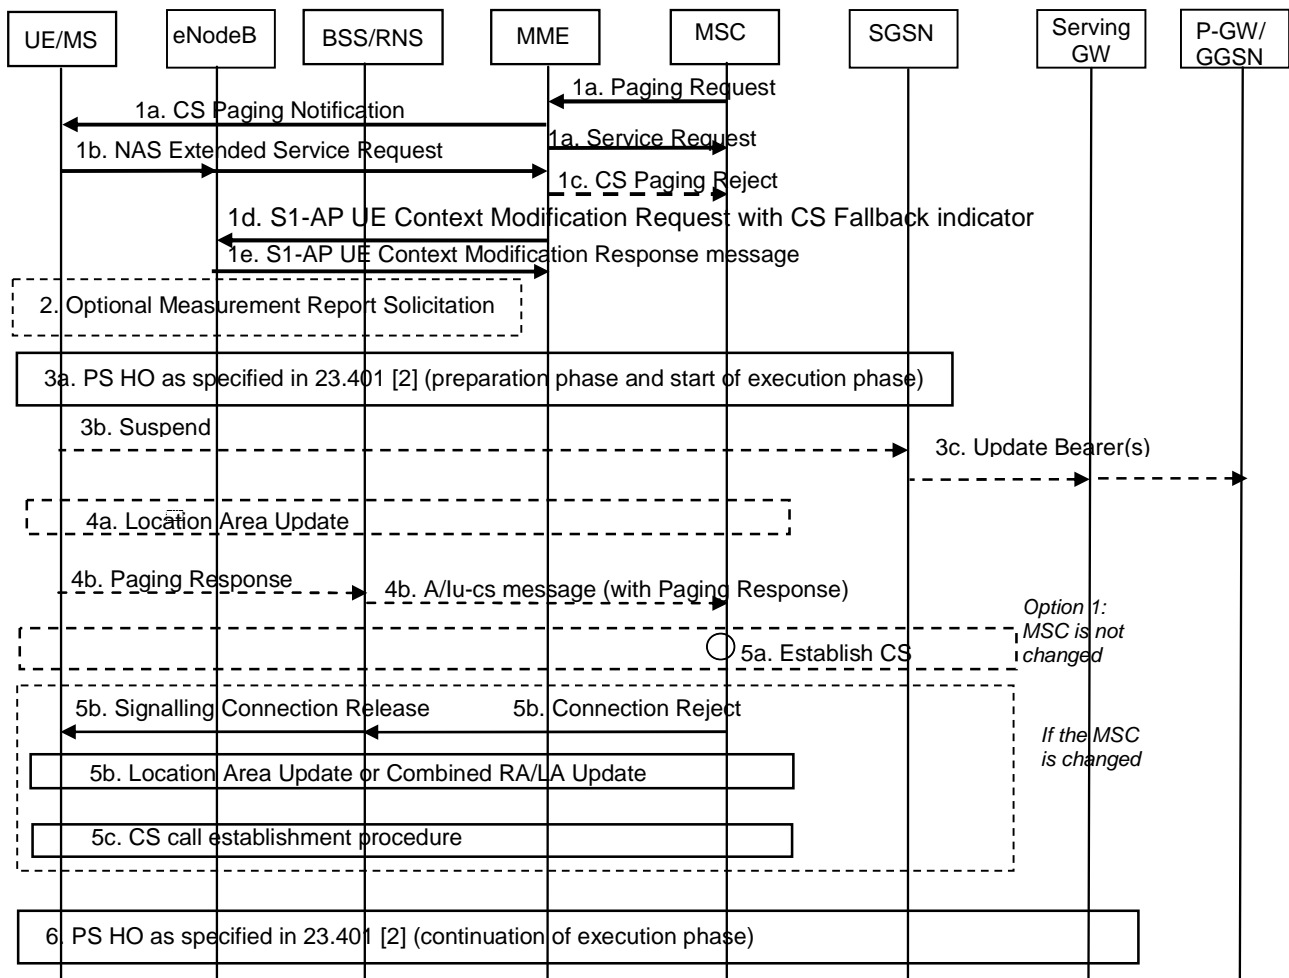 UE/MS
eNodeB
BSS/RNS
MME
MSC
SGSN
Serving
GW
P-GW/
GGSN
1a. Paging Request
1a. CS Paging Notification
1a. Service Request
1b. NAS Extended Service Request
1c. CS Paging Reject
1d. S1-AP UE Context Modification Request with CS Fallback indicator
1e. S1-AP UE Context Modification Response message
2. Optional Measurement Report Solicitation
3a. PS HO as specified in 23.401 [2] (preparation phase and start of execution phase)
3b. Suspend
3c. Update Bearer(s)
4a. Location Area Update
4b. Paging Response
4b. A/Iu-cs message (with Paging Response)
Option 1:
MSC is not
changed
5a. Establish CS
5b. Signalling Connection Release
5b. Connection Reject
If the MSC
is changed
5b. Location Area Update or Combined RA/LA Update
5c. CS call establishment procedure
6. PS HO as specified in 23.401 [2] (continuation of execution phase)